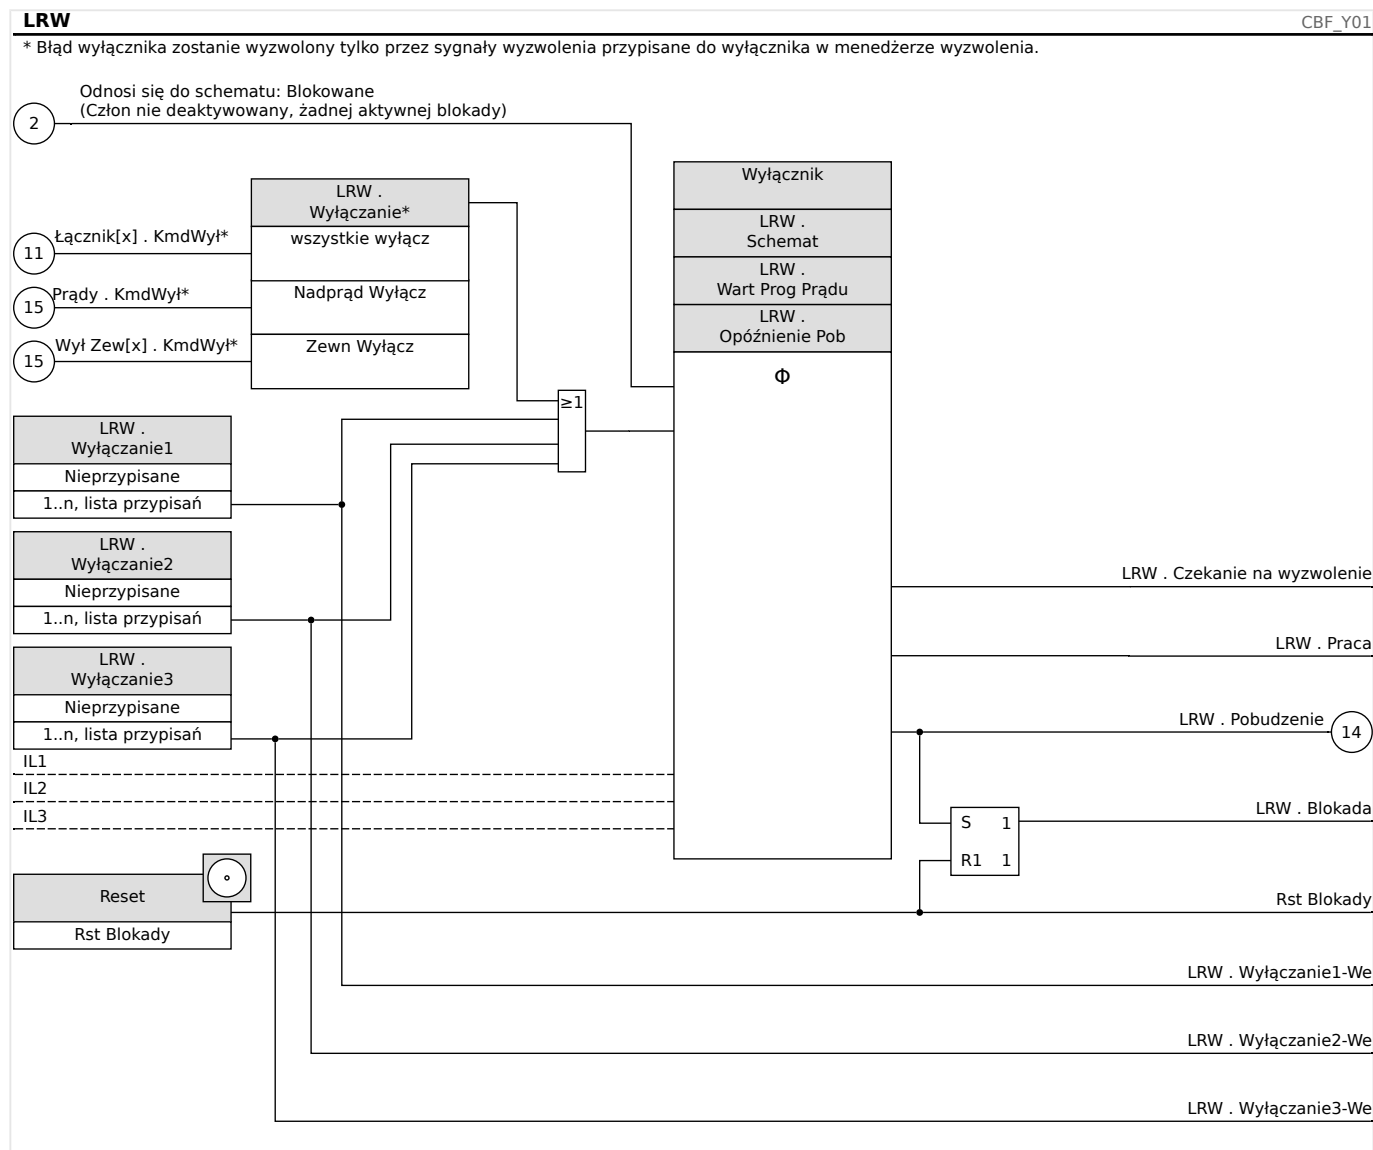 LRW
CBF_Y01
* Błąd wyłącznika zostanie wyzwolony tylko przez sygnały wyzwolenia przypisane do wyłącznika w menedżerze wyzwolenia.
Odnosi się do schematu: Blokowane
(Człon nie deaktywowany, żadnej aktywnej blokady)
2
LRW .
Wyłączanie*
wszystkie wyłącz
Nadprąd Wyłącz
Zewn Wyłącz
Łącznik[x] . KmdWył*
11
Prądy . KmdWył*
15
Wył Zew[x] . KmdWył*
15
Wyłącznik
LRW .
Schemat
LRW .
Wart Prog Prądu
LRW .
Opóźnienie Pob
Φ
≥1
LRW .
Wyłączanie1
Nieprzypisane
1..n, lista przypisań
LRW .
Wyłączanie2
Nieprzypisane
1..n, lista przypisań
LRW .
Wyłączanie3
Nieprzypisane
1..n, lista przypisań
IL1
IL2
IL3
LRW . Czekanie na wyzwolenie
LRW . Praca
LRW . Pobudzenie
14
S 1
R1 1
LRW . Blokada
Reset
Rst Blokady
Rst Blokady
LRW . Wyłączanie1-We
LRW . Wyłączanie2-We
LRW . Wyłączanie3-We